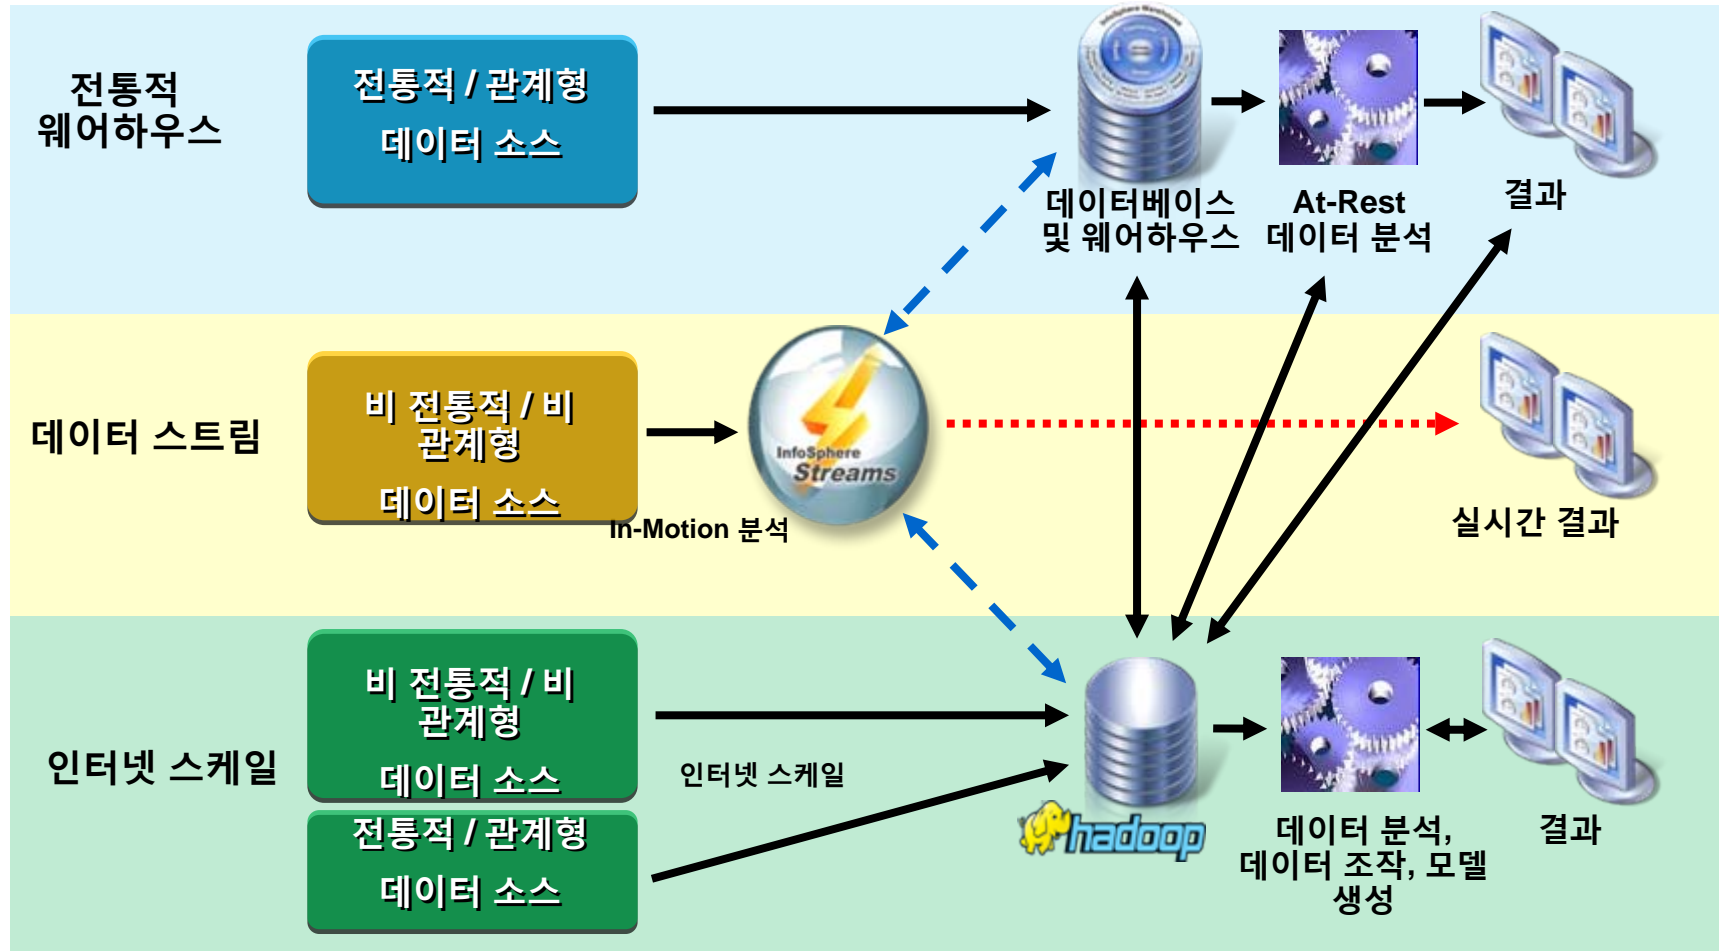 전통적
웨어하우스
전통적 / 관계형
데이터 소스
InfoSphere Warehouse
데이터베이스
및 웨어하우스
At-Rest
데이터 분석
결과
데이터 스트림
비 전통적 / 비
관계형
데이터 소스
In-Motion 분석
InfoSphere
Streams
실시간 결과
인터넷 스케일
비 전통적 / 비
관계형
데이터 소스
전통적 / 관계형
데이터 소스
인터넷 스케일
hadoop
데이터 분석,
데이터 조작, 모델
생성
결과